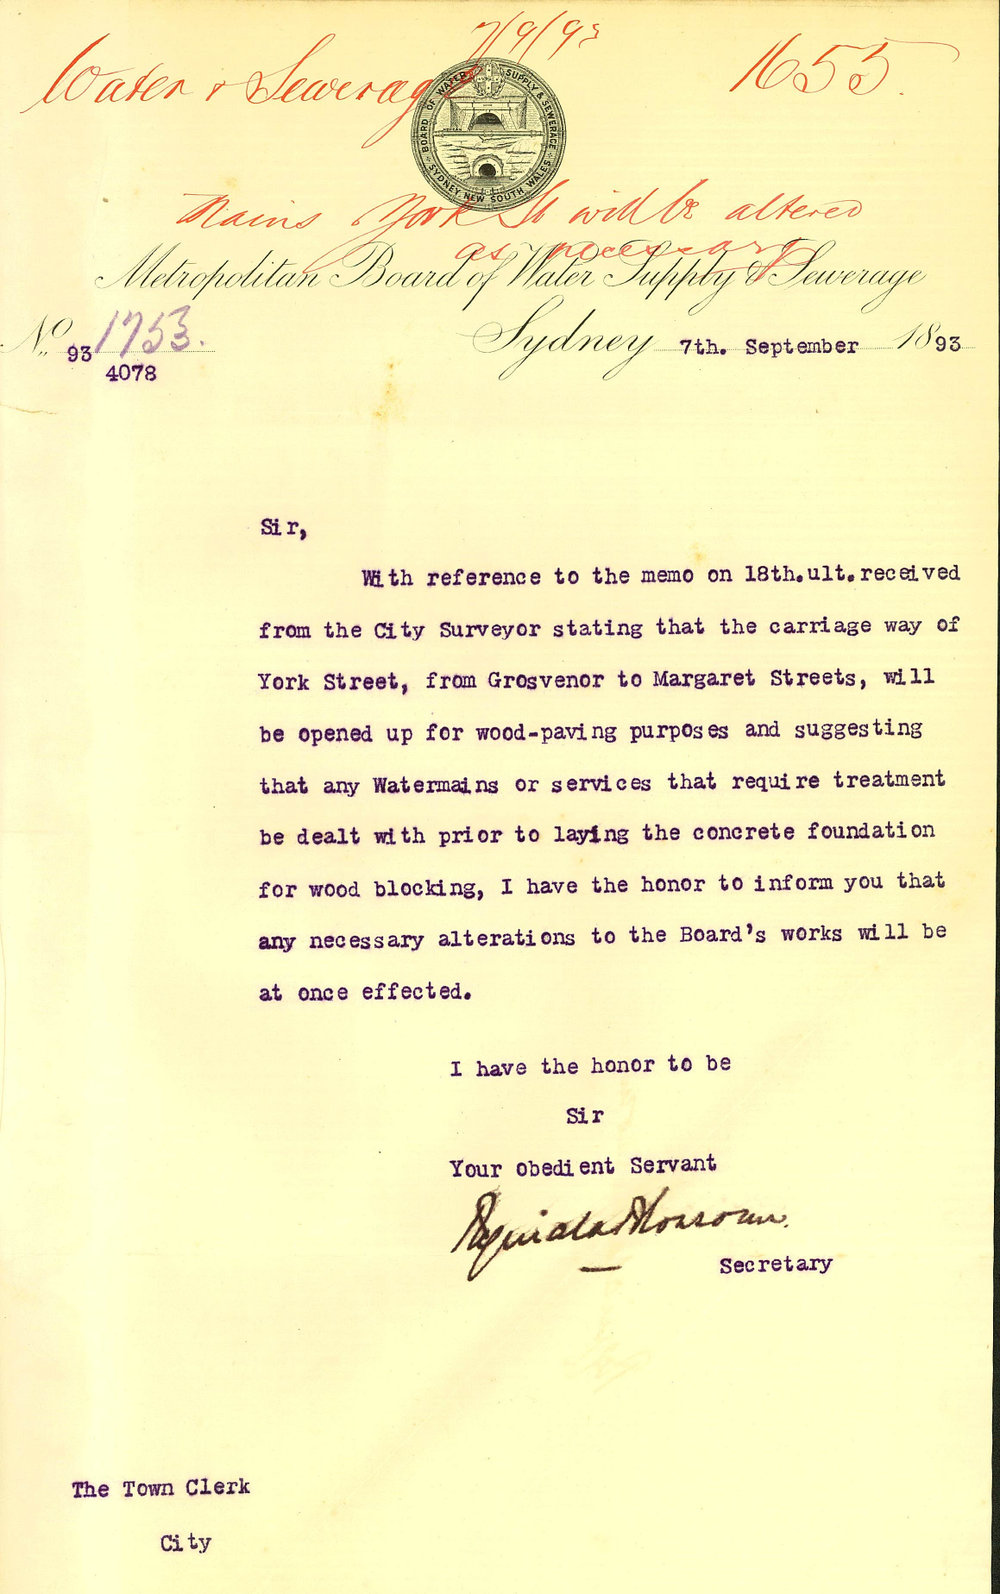 7/9/93
Water & Sewerage
1655.
BOARD OF WATER SUPPLY & SEWERAGE
SYDNEY NEW SOUTH WALES
Mains York St will be altered
as necessary
Metropolitan Board of Water Supply & Sewerage
No. 93 1753.
4078
Sydney 7th. September 1893
Sir,
With reference to the memo on 18th.ult.received
from the City Surveyor stating that the carriage way of
York Street, from Grosvenor to Margaret Streets, will
be opened up for wood-paving purposes and suggesting
that any Watermains or services that require treatment
be dealt with prior to laying the concrete foundation
for wood blocking, I have the honor to inform you that
any necessary alterations to the Board's works will be
at once effected.
I have the honor to be
Sir
Your obedient Servant
Secretary
The Town Clerk
City